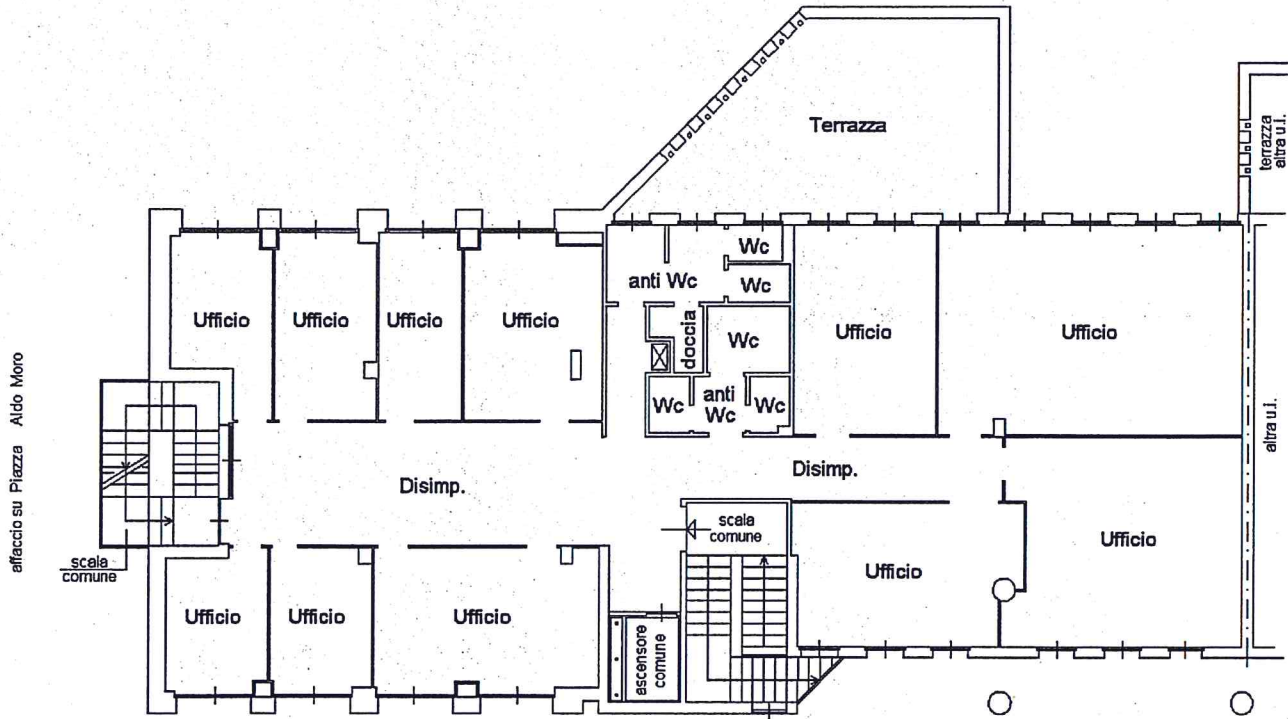 Terrazza
terrazza
altra u.i.
Wc
anti Wc
Wc
Ufficio
Ufficio
Ufficio
Ufficio
doccia
Wc
Ufficio
Ufficio
affaccio su Piazza Aldo Moro
Wc
anti
Wc
Wc
altra u.i.
Disimp.
Disimp.
scala
comune
scala
comune
Ufficio
Ufficio
Ufficio
Ufficio
Ufficio
ascensore
comune